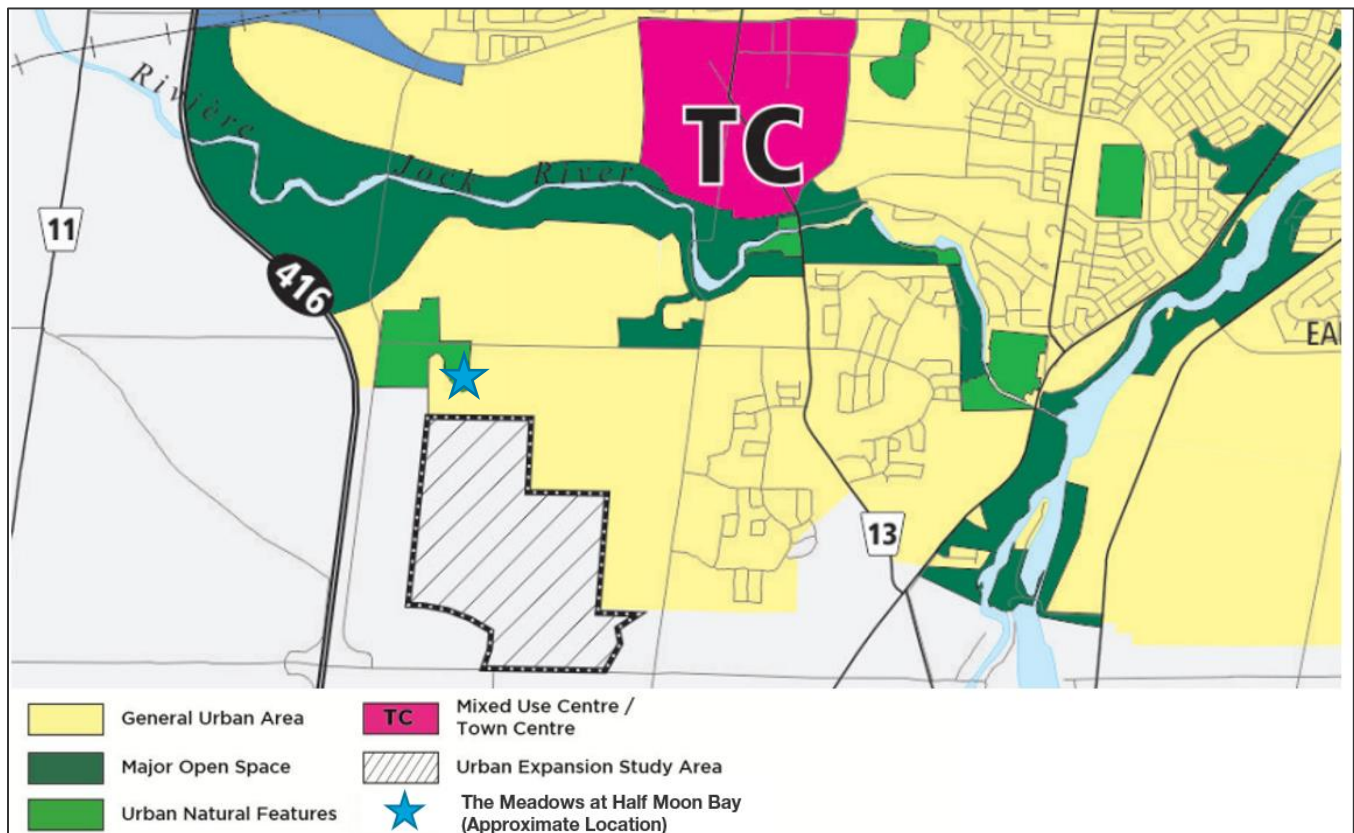 Rivière
Jock River
TC
11
416
13
EA
General Urban Area
Major Open Space
Urban Natural Features
TC
Mixed Use Centre /
Town Centre
Urban Expansion Study Area
The Meadows at Half Moon Bay
(Approximate Location)